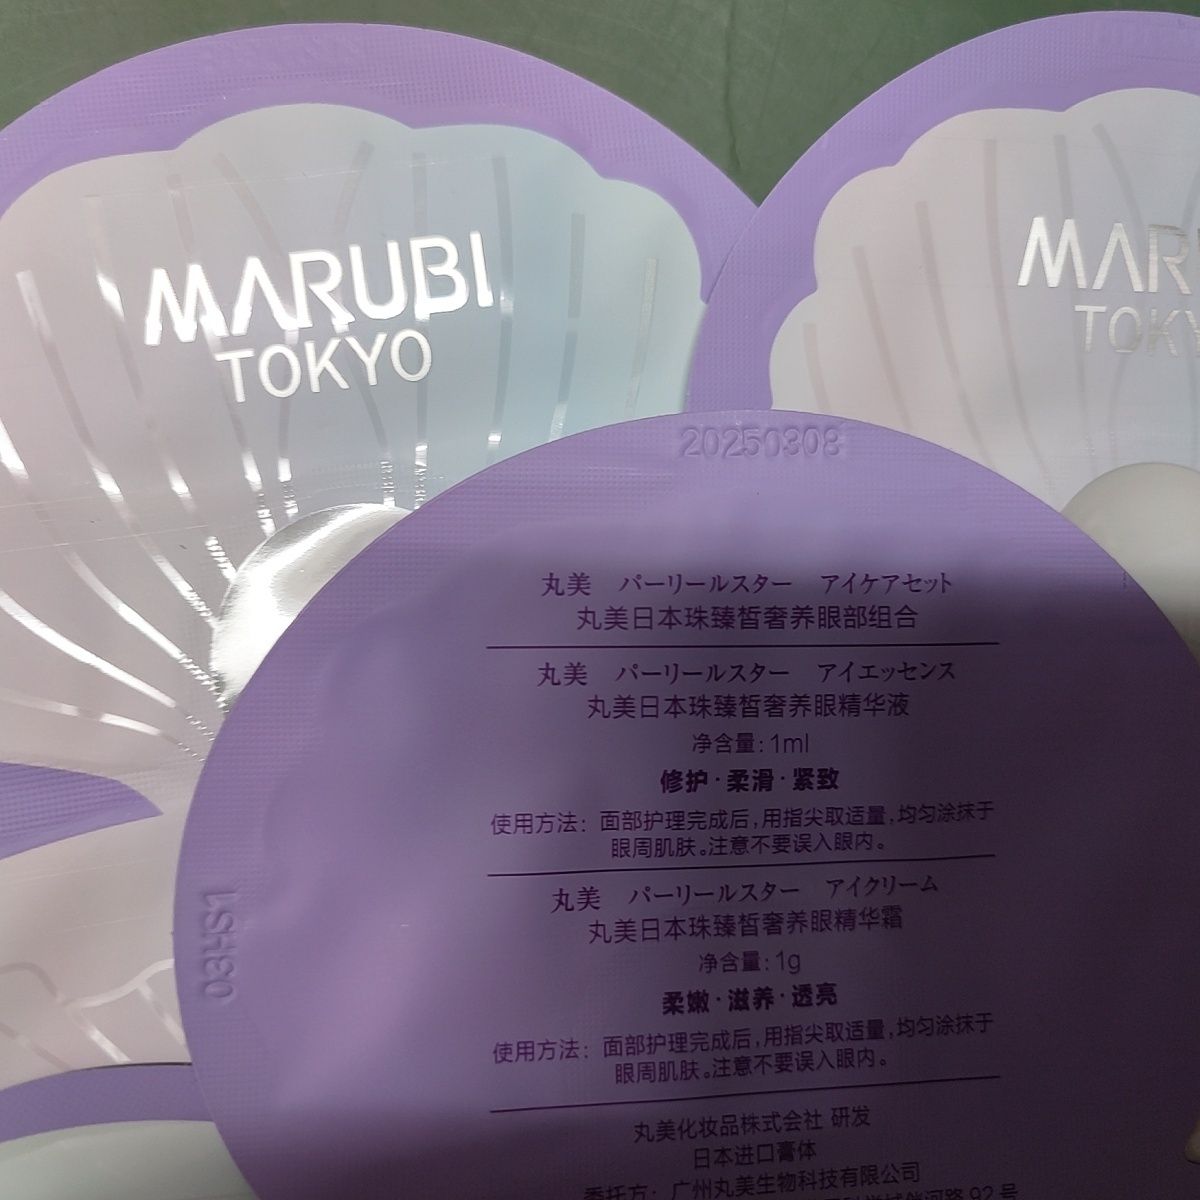 MARUBI
TOKYO
MAR
TOKY
20250308
03HS1
丸美 パーリールスター アイケアセット
丸美日本珠臻皙奢养眼部组合
丸美 パーリールスター アイエッセンス
丸美日本珠臻皙奢养眼精华液
净含量:1ml
修护·柔滑·紧致
使用方法: 面部护理完成后,用指尖取适量,均匀涂抹于
眼周肌肤。注意不要误入眼内。
丸美 パーリールスター アイクリーム
丸美日本珠臻皙奢养眼精华霜
净含量:1g
柔嫩·滋养·透亮
使用方法: 面部护理完成后,用指尖取适量,均匀涂抹于
眼周肌肤。注意不要误入眼内。
丸美化妆品株式会社 研发
日本进口膏体
委托方: 广州丸美生物科技有限公司
92号